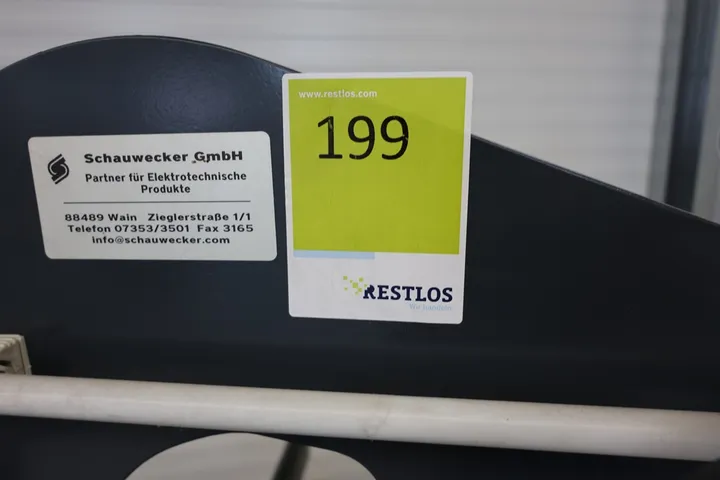 Schauwecker GmbH
Partner für Elektrotechnische
Produkte
88489 Wain Zieglerstraße 1/1
Telefon 07353/3501 Fax 3165
info@schauwecker.com
www.restlos.com
199
RESTLOS